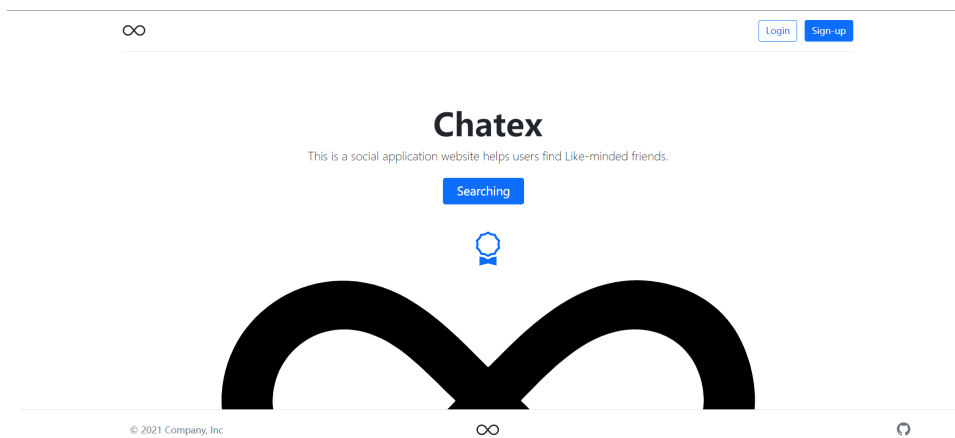 Login
Sign-up
Chatex
This is a social application website helps users find Like-minded friends.
Searching
© 2021 Company, Inc